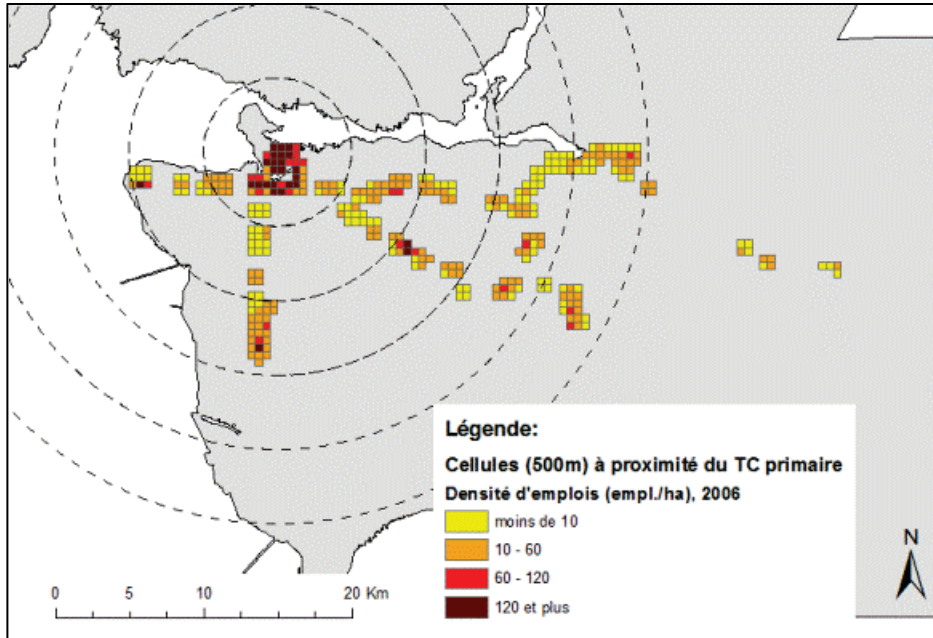 Légende:
Cellules (500m) à proximité du TC primaire
Densité d'emplois (empl./ha), 2006
moins de 10
10 - 60
60 - 120
120 et plus
N
0 5 10 20 Km